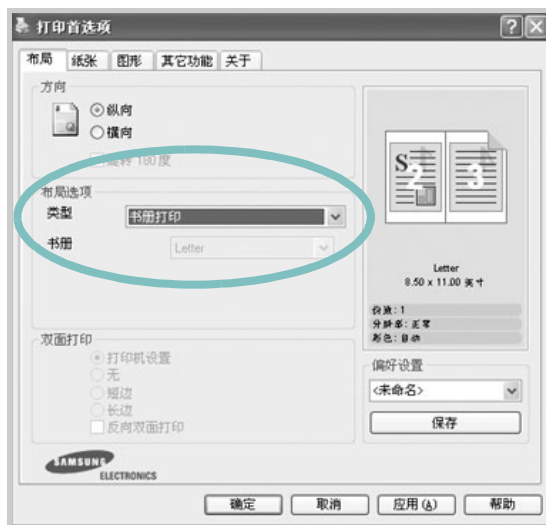 打印首选项
布局 纸张 图形 其它功能 关于
方向
纵向
横向
旋转 180 度
布局选项
类型 书册打印
书册 Letter
S
2 3
Letter
8.50 x 11.00 英寸
份数: 1
分辨率: 正常
彩色: 自动
双面打印
打印机设置
无
短边
长边
反向双面打印
偏好设置
<未命名>
保存
SAMSUNG
ELECTRONICS
确定 取消 应用(A) 帮助